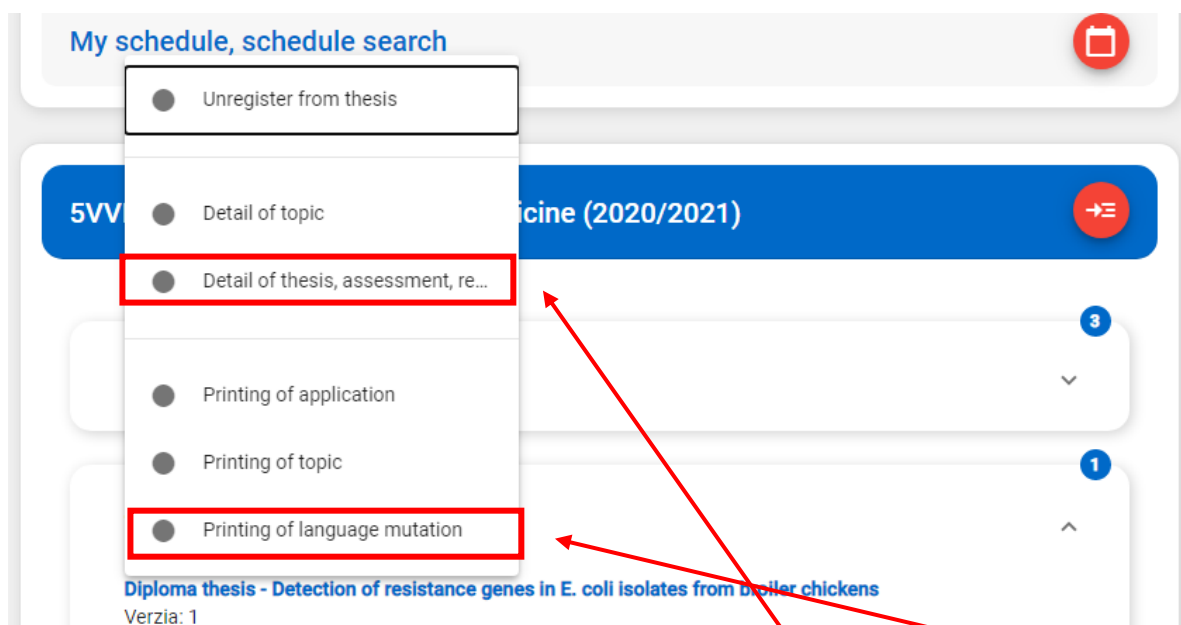 My schedule, schedule search
Unregister from thesis
5VV
icine (2020/2021)
Detail of topic
Detail of thesis, assessment, re...
3
Printing of application
Printing of topic
1
Printing of language mutation
Diploma thesis - Detection of resistance genes in E. coli isolates from broiler chickens
Verzia: 1